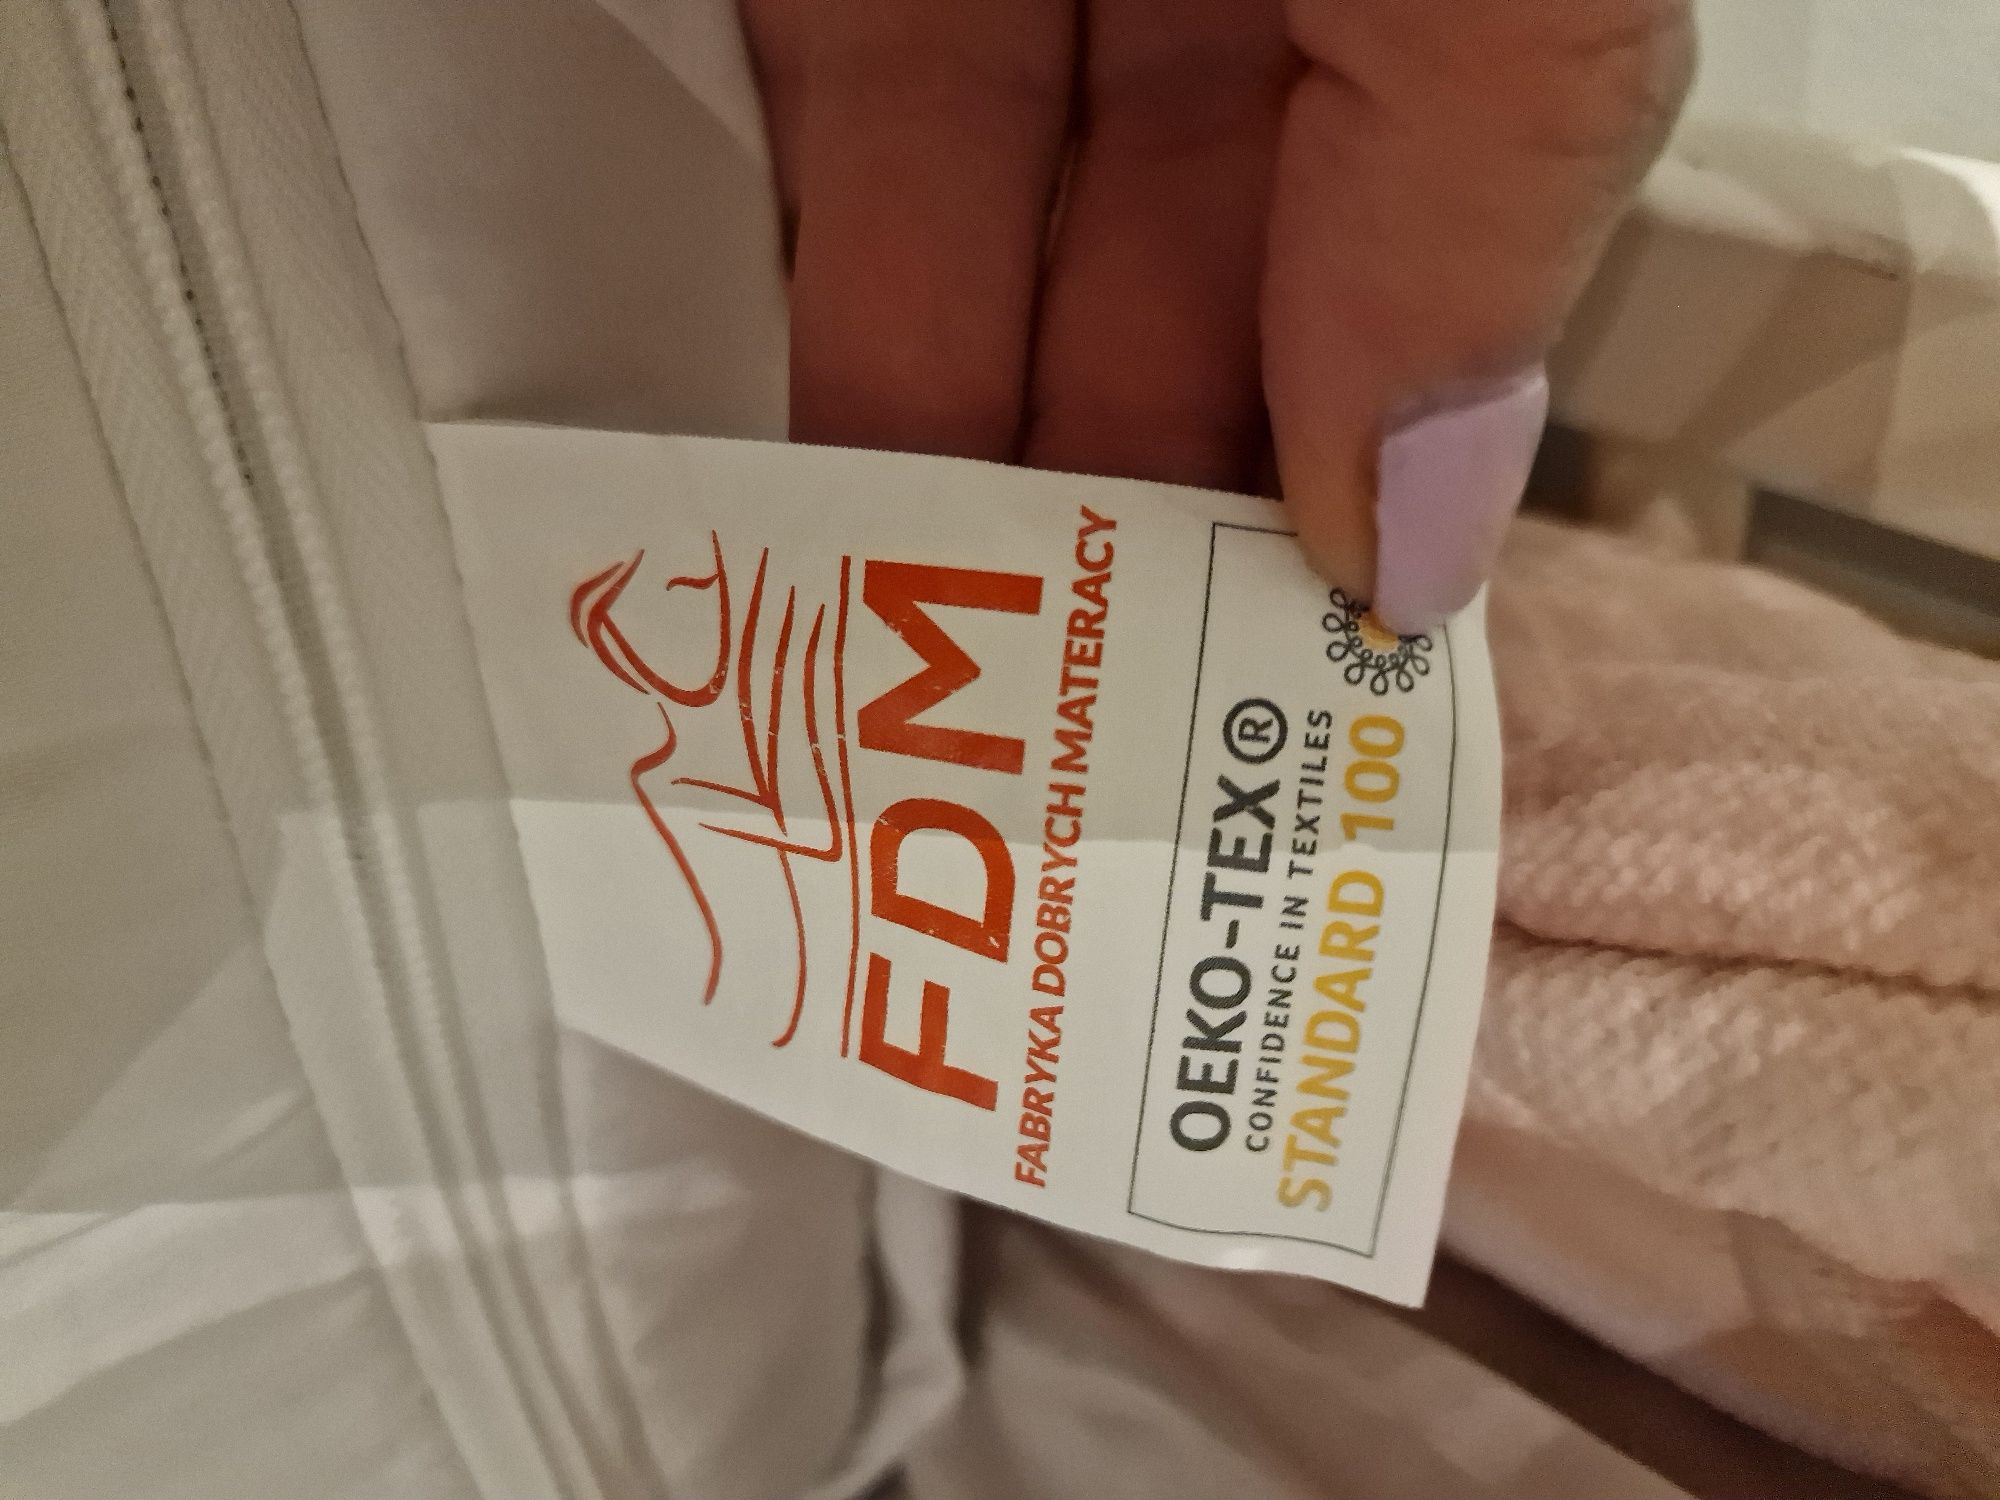 FDM
FABRYKA DOBRYCH MATERACY
OEKO-TEX®
CONFIDENCE IN TEXTILES
STANDARD 100